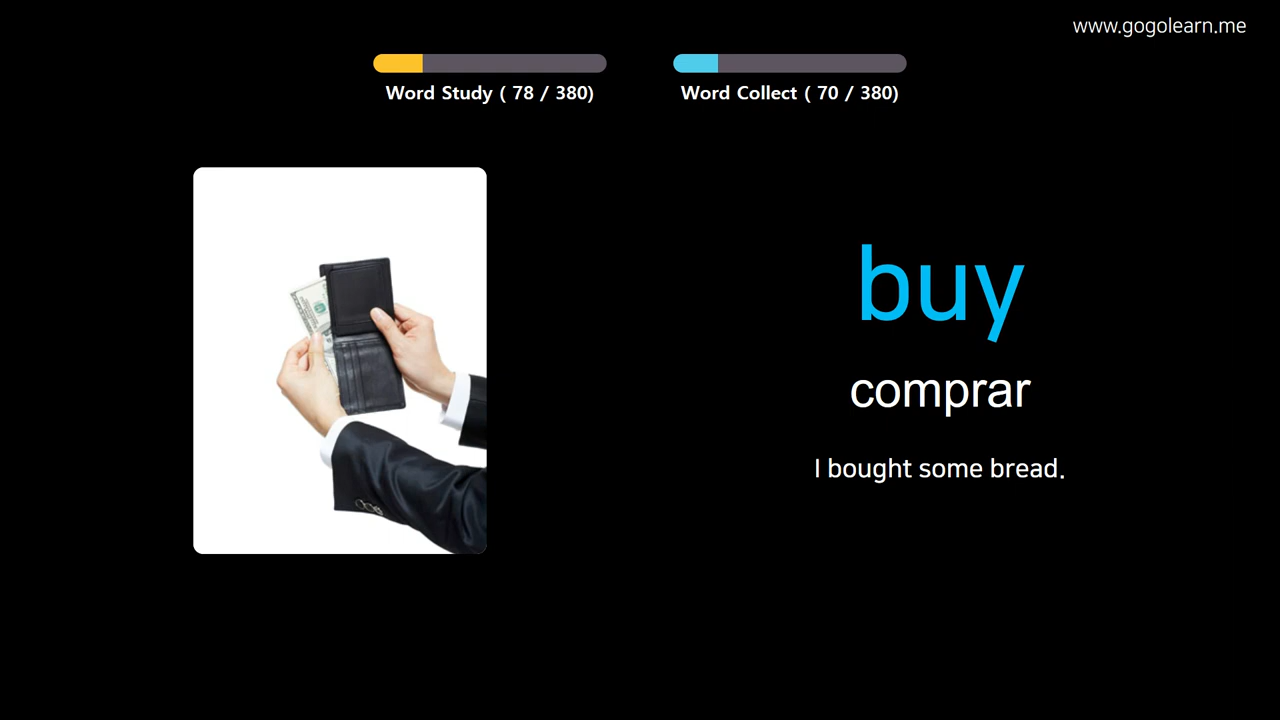 www.gogolearn.me
Word Study ( 78 / 380)
Word Collect ( 70 / 380)
buy
comprar
I bought some bread.